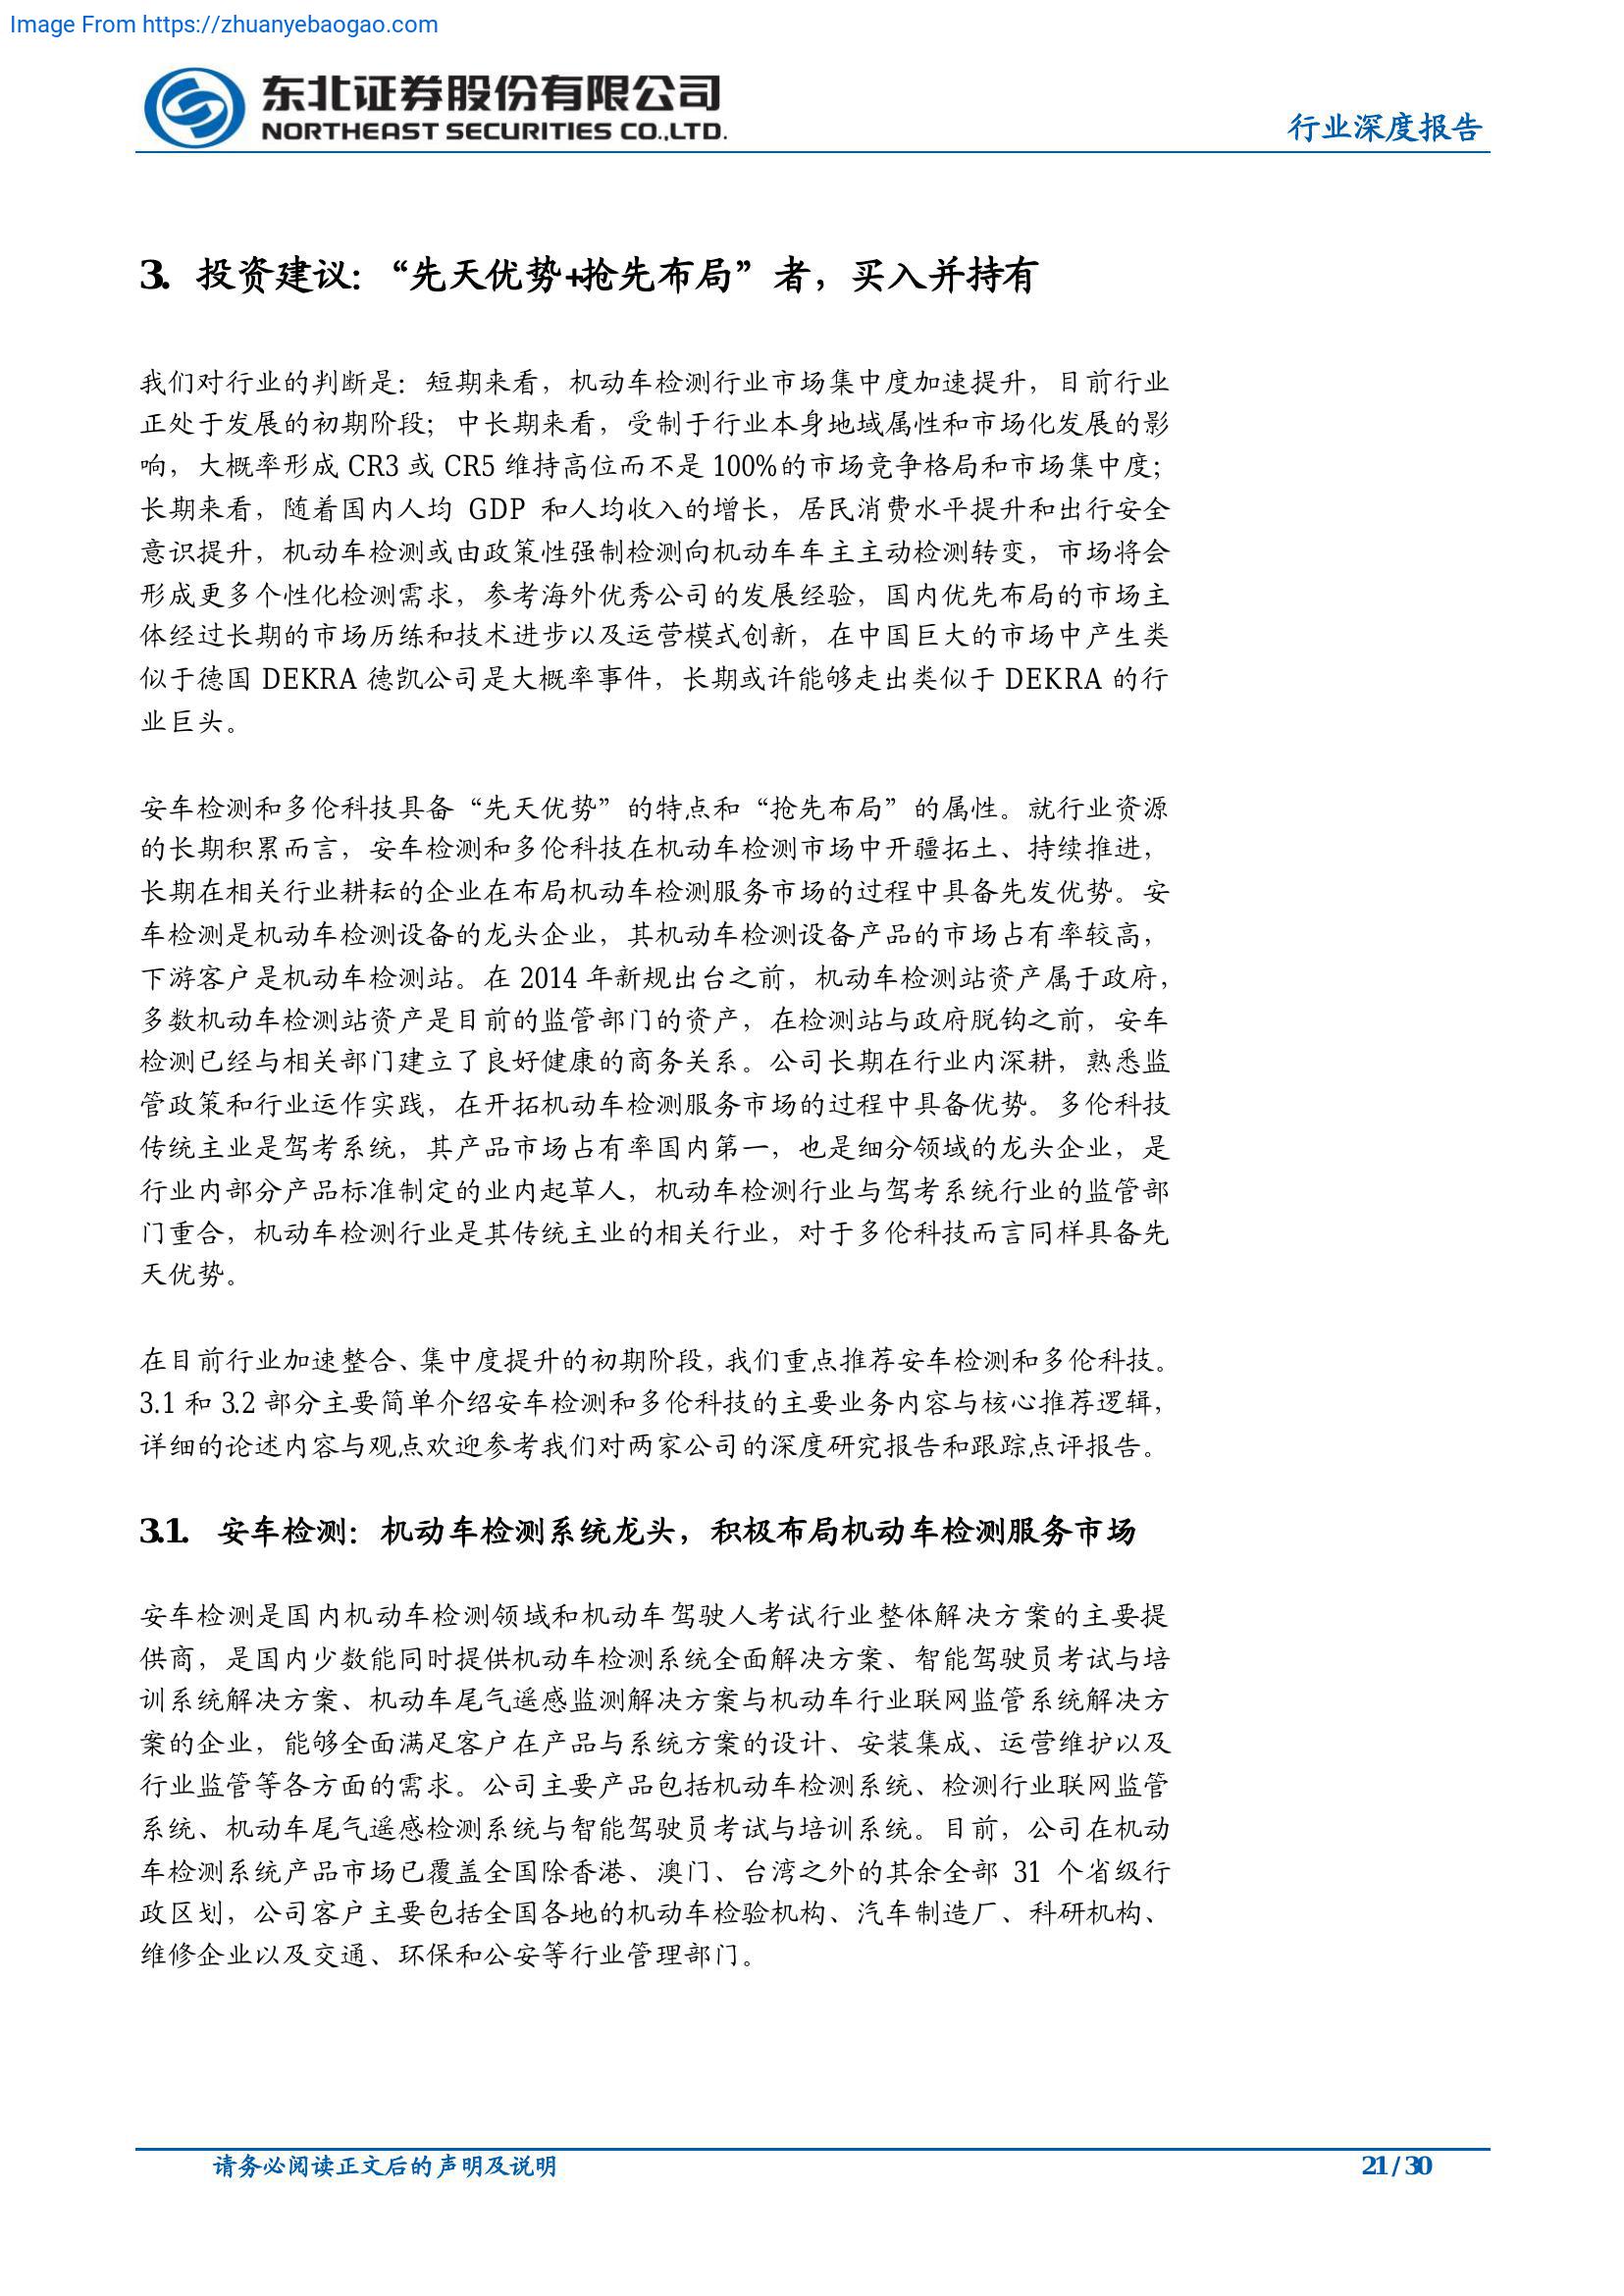 Image From https://zhuanyebaogao.com
东北证券股份有限公司
NORTHEAST SECURITIES CO.,LTD.
行业深度报告
3. 投资建议：“先天优势+抢先布局”者，买入并持有
我们对行业的判断是：短期来看，机动车检测行业市场集中度加速提升，目前行业
正处于发展的初期阶段；中长期来看，受制于行业本身地域属性和市场化发展的影
响，大概率形成 CR3 或 CR5 维持高位而不是 100%的市场竞争格局和市场集中度；
长期来看，随着国内人均 GDP 和人均收入的增长，居民消费水平提升和出行安全
意识提升，机动车检测或由政策性强制检测向机动车车主主动检测转变，市场将会
形成更多个性化检测需求，参考海外优秀公司的发展经验，国内优先布局的市场主
体经过长期的市场历练和技术进步以及运营模式创新，在中国巨大的市场中产生类
似于德国 DEKRA 德凯公司是大概率事件，长期或许能够走出类似于 DEKRA 的行
业巨头。
安车检测和多伦科技具备“先天优势”的特点和“抢先布局”的属性。就行业资源
的长期积累而言，安车检测和多伦科技在机动车检测市场中开疆拓土、持续推进，
长期在相关行业耕耘的企业在布局机动车检测服务市场的过程中具备先发优势。安
车检测是机动车检测设备的龙头企业，其机动车检测设备产品的市场占有率较高，
下游客户是机动车检测站。在 2014 年新规出台之前，机动车检测站资产属于政府，
多数机动车检测站资产是目前的监管部门的资产，在检测站与政府脱钩之前，安车
检测已经与相关部门建立了良好健康的商务关系。公司长期在行业内深耕，熟悉监
管政策和行业运作实践，在开拓机动车检测服务市场的过程中具备优势。多伦科技
传统主业是驾考系统，其产品市场占有率国内第一，也是细分领域的龙头企业，是
行业内部分产品标准制定的业内起草人，机动车检测行业与驾考系统行业的监管部
门重合，机动车检测行业是其传统主业的相关行业，对于多伦科技而言同样具备先
天优势。
在目前行业加速整合、集中度提升的初期阶段，我们重点推荐安车检测和多伦科技。
3.1 和 3.2 部分主要简单介绍安车检测和多伦科技的主要业务内容与核心推荐逻辑，
详细的论述内容与观点欢迎参考我们对两家公司的深度研究报告和跟踪点评报告。
3.1. 安车检测：机动车检测系统龙头，积极布局机动车检测服务市场
安车检测是国内机动车检测领域和机动车驾驶人考试行业整体解决方案的主要提
供商，是国内少数能同时提供机动车检测系统全面解决方案、智能驾驶员考试与培
训系统解决方案、机动车尾气遥感监测解决方案与机动车行业联网监管系统解决方
案的企业，能够全面满足客户在产品与系统方案的设计、安装集成、运营维护以及
行业监管等各方面的需求。公司主要产品包括机动车检测系统、检测行业联网监管
系统、机动车尾气遥感检测系统与智能驾驶员考试与培训系统。目前，公司在机动
车检测系统产品市场已覆盖全国除香港、澳门、台湾之外的其余全部 31 个省级行
政区划，公司客户主要包括全国各地的机动车检验机构、汽车制造厂、科研机构、
维修企业以及交通、环保和公安等行业管理部门。
请务必阅读正文后的声明及说明
21 / 30